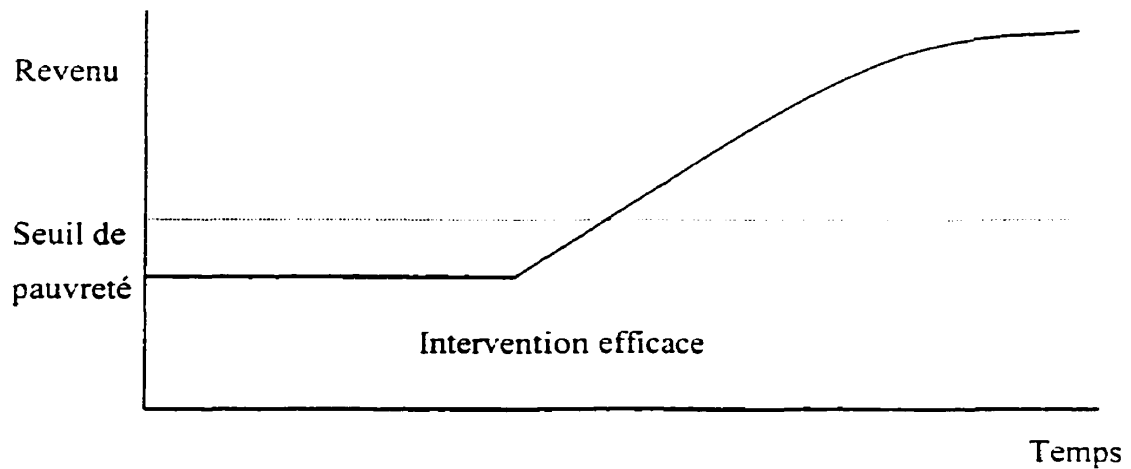 Revenu
Seuil de
pauvreté
Intervention efficace
Temps